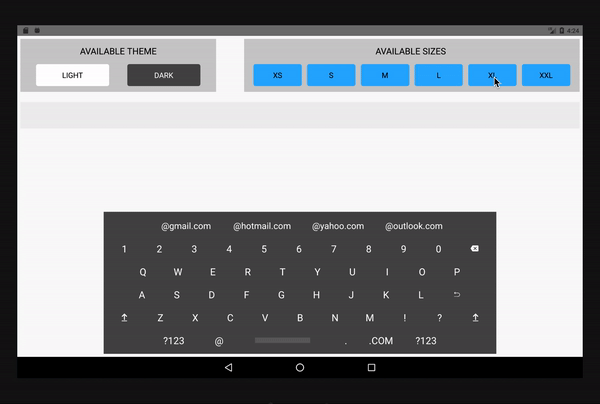 4:24
AVAILABLE THEME
AVAILABLE SIZES
LIGHT DARK
XS S M L XL XXL
@gmail.com @hotmail.com @yahoo.com @outlook.com
1 2 3 4 5 6 7 8 9 0
Q W E R T Y U I O P
A S D F G H J K L
Z X C V B N M ! ?
?123 @ . .COM ?123